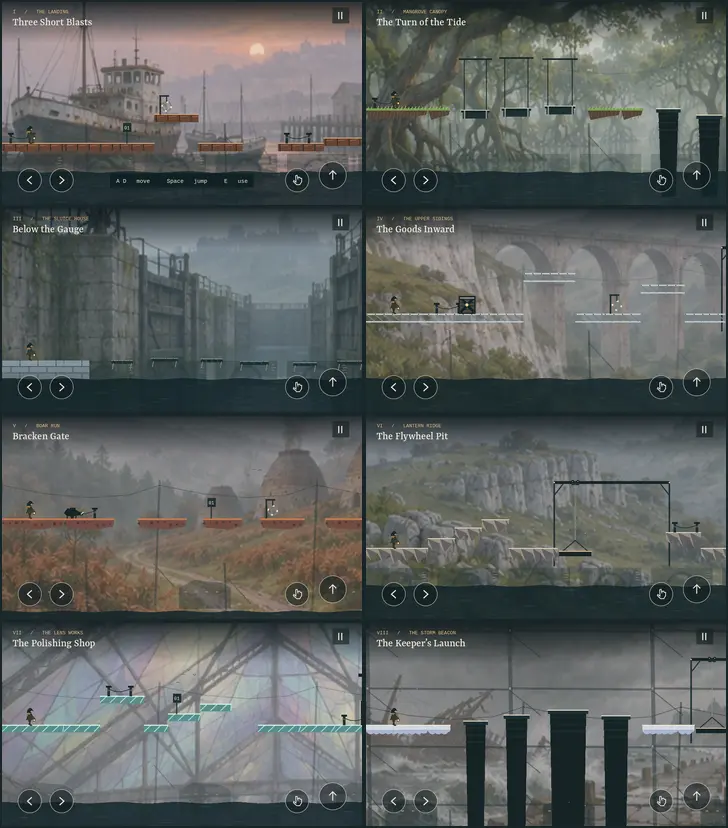 I / THE LANDING
Three Short Blasts
A D move Space jump E use
II / MANGROVE CANOPY
The Turn of the Tide
III / THE SLUICE HOUSE
Below the Gauge
IV / THE UPPER SIDINGS
The Goods Inward
V / BOAR RUN
Bracken Gate
VI / LANTERN RIDGE
The Flywheel Pit
VII / THE LENS WORKS
The Polishing Shop
VIII / THE STORM BEACON
The Keeper's Launch